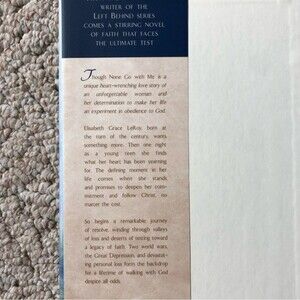 WRITER OF THE
LEFT BEHIND SERIES
COMES A STIRRING NOVEL
OF FAITH THAT FACES
THE ULTIMATE TEST
Though None Go with Me is a
unique heart-wrenching love story of
an unforgettable woman and
her determination to make her life
an experiment in obedience to God.
Elisabeth Grace LeRoy, born at
the turn of the century, wants
something more. Then one night
as a young teen she finds
what her heart has been yearning
for. The defining moment in her
life comes when she stands
and promises to deepen her com-
mitment and follow Christ, no
matter the cost.
So begins a remarkable journey
of resolve, winding through valleys
of loss and deserts of testing toward
a legacy of faith. Two world wars,
the Great Depression, and devastat-
ing personal loss form the backdrop
for a lifetime of walking with God
despite all odds.